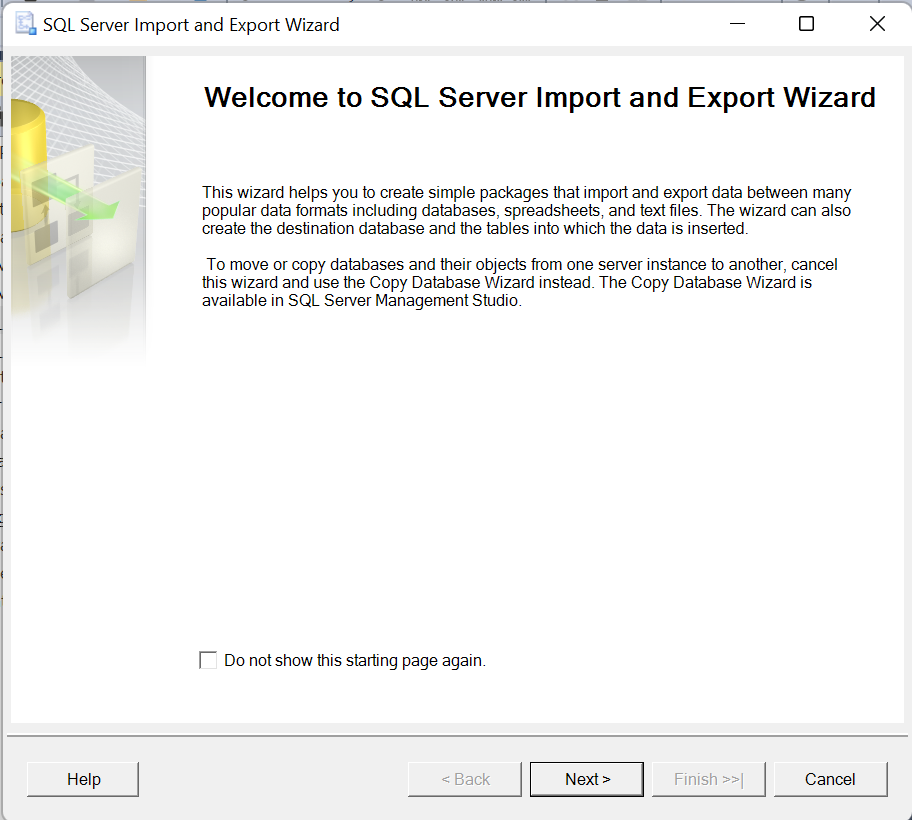 SQL Server Import and Export Wizard
Welcome to SQL Server Import and Export Wizard
This wizard helps you to create simple packages that import and export data between many
popular data formats including databases, spreadsheets, and text files. The wizard can also
create the destination database and the tables into which the data is inserted.
To move or copy databases and their objects from one server instance to another, cancel
this wizard and use the Copy Database Wizard instead. The Copy Database Wizard is
available in SQL Server Management Studio.
Do not show this starting page again.
Help
< Back
Next >
Finish >>|
Cancel